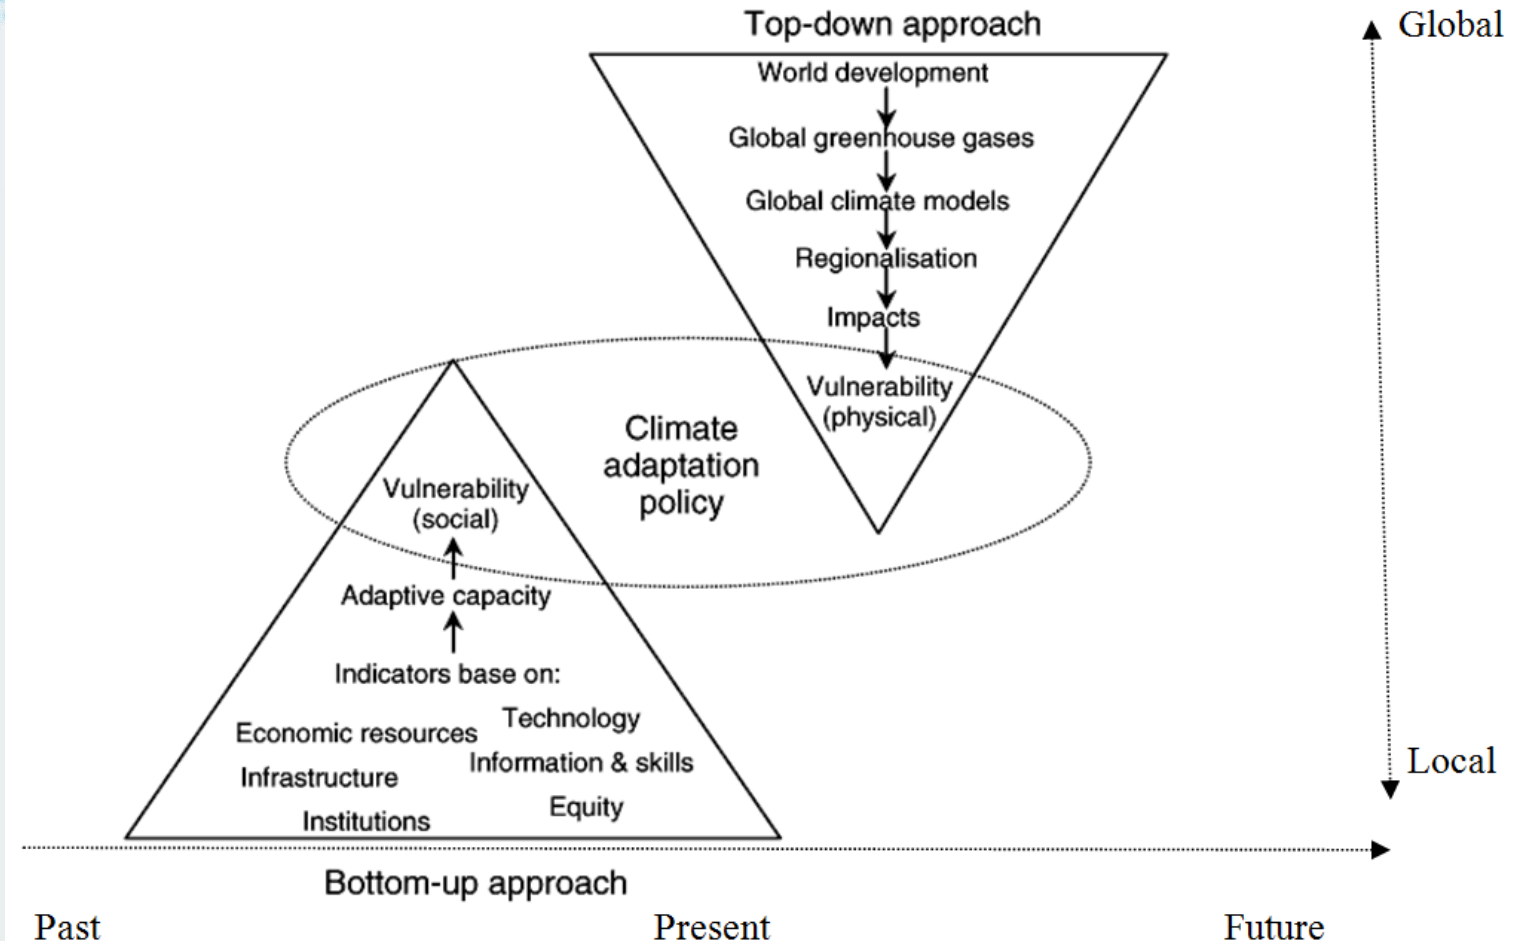 Top-down approach
Global
World development
Global greenhouse gases
Global climate models
Regionalisation
Impacts
Vulnerability
(physical)
Climate
adaptation
policy
Vulnerability
(social)
Adaptive capacity
Indicators base on:
Technology
Economic resources
Information & skills
Infrastructure
Equity
Institutions
Local
Bottom-up approach
Past Present Future